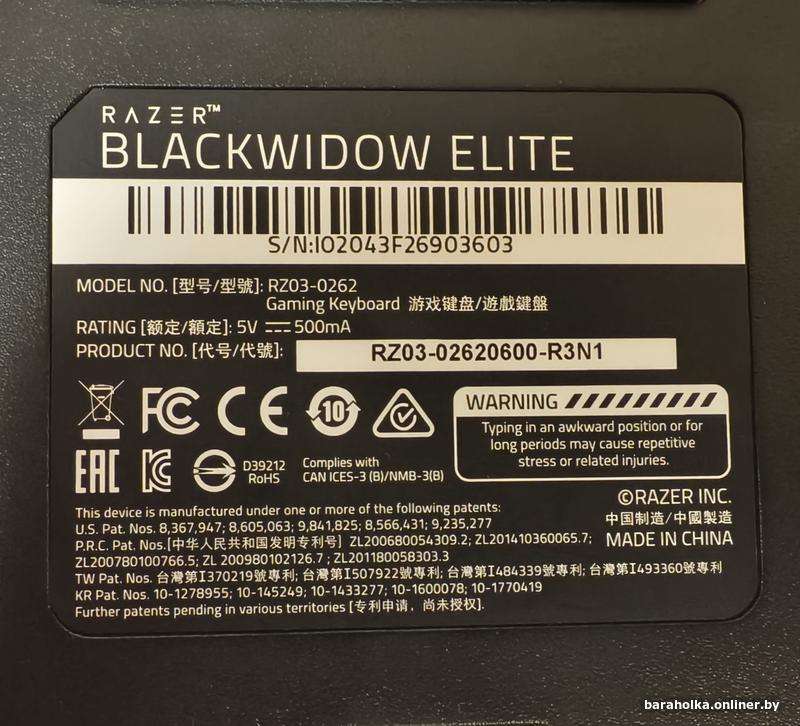 RAZER™
BLACKWIDOW ELITE
S/N:IO2043F26903603
MODEL NO. [型号/型號]: RZ03-0262
Gaming Keyboard 游戏键盘/遊戲鍵盤
RATING [额定/額定]: 5V ⎓ 500mA
PRODUCT NO. [代号/代號]: RZ03-02620600-R3N1
FC CE 10
WARNING
Typing in an awkward position or for
long periods may cause repetitive
stress or related injuries.
EAC KC D39212
RoHS
Complies with
CAN ICES-3 (B)/NMB-3(B)
©RAZER INC.
中国制造/中國製造
MADE IN CHINA
This device is manufactured under one or more of the following patents:
U.S. Pat. Nos. 8,367,947; 8,605,063; 9,841,825; 8,566,431; 9,235,277
P.R.C. Pat. Nos.[中华人民共和国发明专利号] ZL200680054309.2; ZL201410360065.7;
ZL200780100766.5; ZL 200980102126.7 ; ZL201180058303.3
TW Pat. Nos. 台灣第I370219號專利; 台灣第I507922號專利; 台灣第I484339號專利; 台灣第I493360號專利
KR Pat. Nos. 10-1278955; 10-145249; 10-1433277; 10-1600078; 10-1770419
Further patents pending in various territories [专利申请，尚未授权].
baraholka.onliner.by